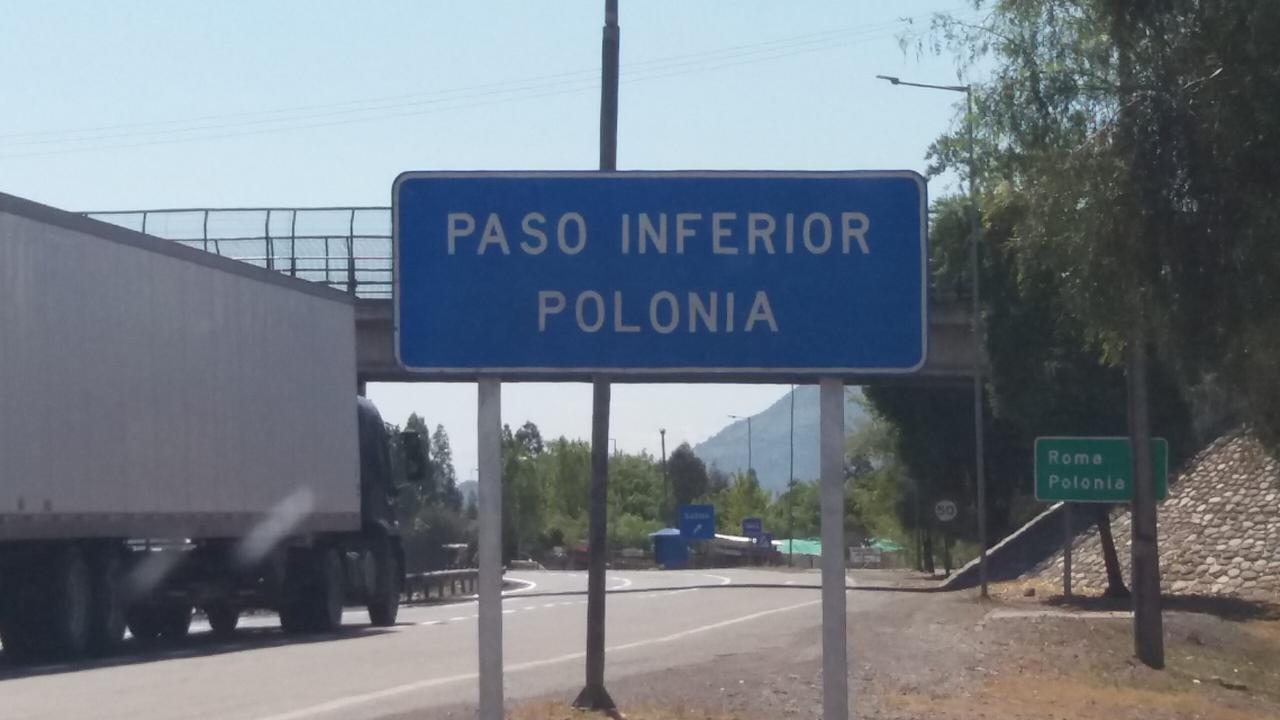 PASO INFERIOR
POLONIA
Roma
Polonia
50